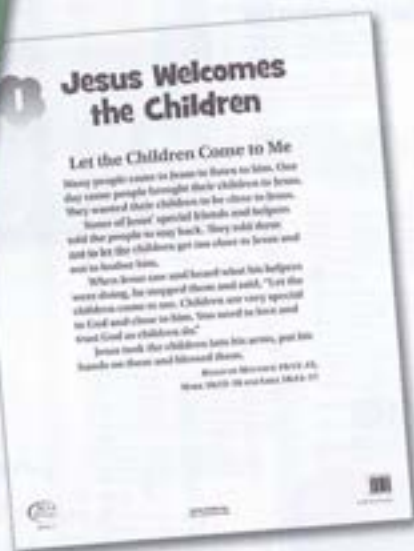 1
Jesus Welcomes
the Children
Let the Children Come to Me
Many people came to Jesus to listen to him. One
day some people brought their children to Jesus.
They wanted their children to be close to Jesus.
Some of Jesus' special friends and helpers
told the people to stay back. They told them
not to let the children get too close to Jesus and
not to bother him.
When Jesus saw and heard what his helpers
were doing, he stopped them and said, "Let the
children come to me. Children are very special
to God and close to him. You need to love and
trust God as children do."
Jesus took the children into his arms, put his
hands on them and blessed them.